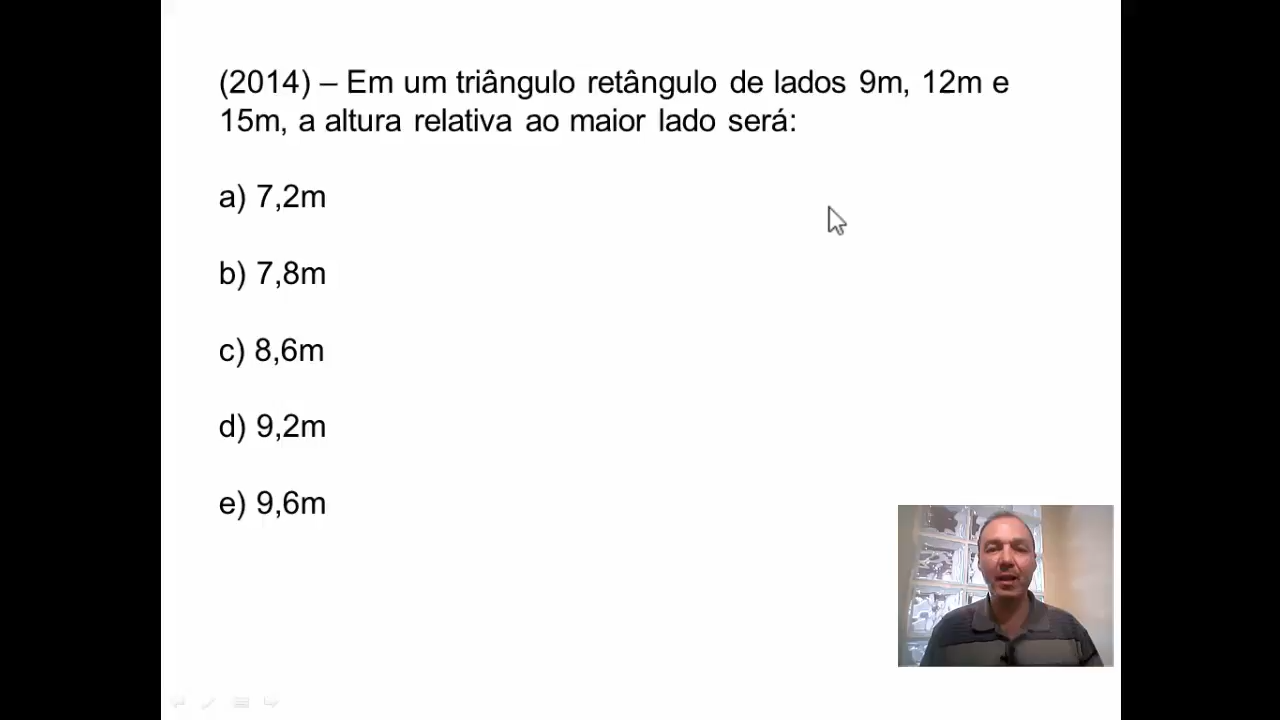 (2014) – Em um triângulo retângulo de lados 9m, 12m e
15m, a altura relativa ao maior lado será:
a) 7,2m
b) 7,8m
c) 8,6m
d) 9,2m
e) 9,6m